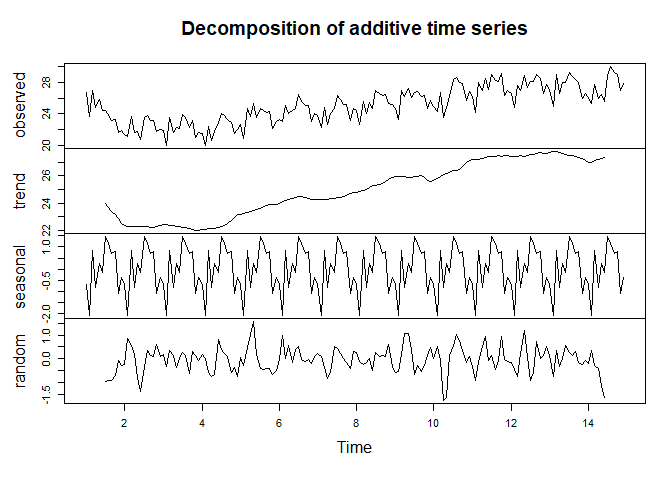 Decomposition of additive time series
observed
20 24 28
trend
22 24 26
seasonal
-2.0 -0.5 1.0
random
-1.5 0.0 1.0
2 4 6 8 10 12 14
Time